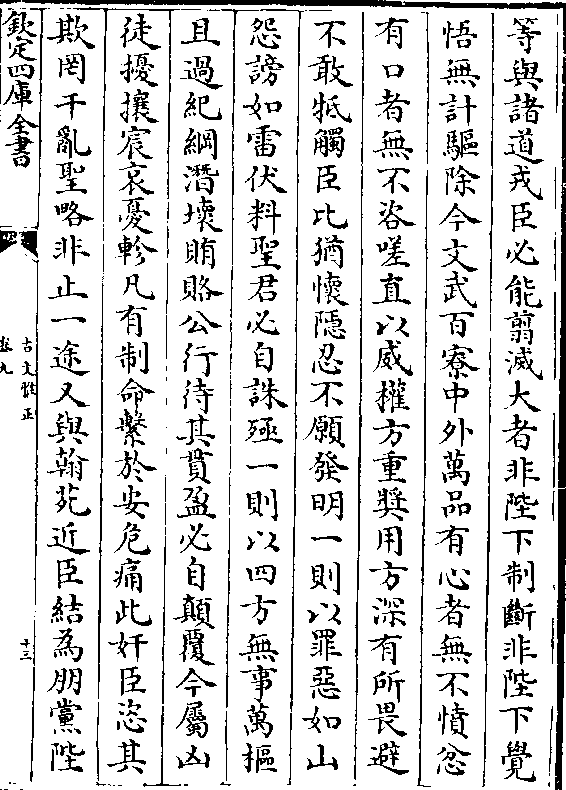 等與諸道戎臣必能翦滅大者非陛下制斷非陛下覺
悟無計驅除今文武百寮中外萬品有心者無不憤忿
有口者無不咨嗟直以威權方重奬用方深有所畏避
不敢牴觸臣比猶懷隱忍不願發明一則以罪惡如山
怨謗如雷伏料聖君必自誅殛一則以四方無事萬樞
且過紀綱潛壊賄賂公行待其貫盈必自顛覆今屬凶
徒擾攘宸衷憂軫凡有制命繫於安危痛此奸臣恣其
欺罔干亂聖略非止一途又與翰苑近臣結為朋黨陛
欽定四庫全書
古文雅正
卷九
十三